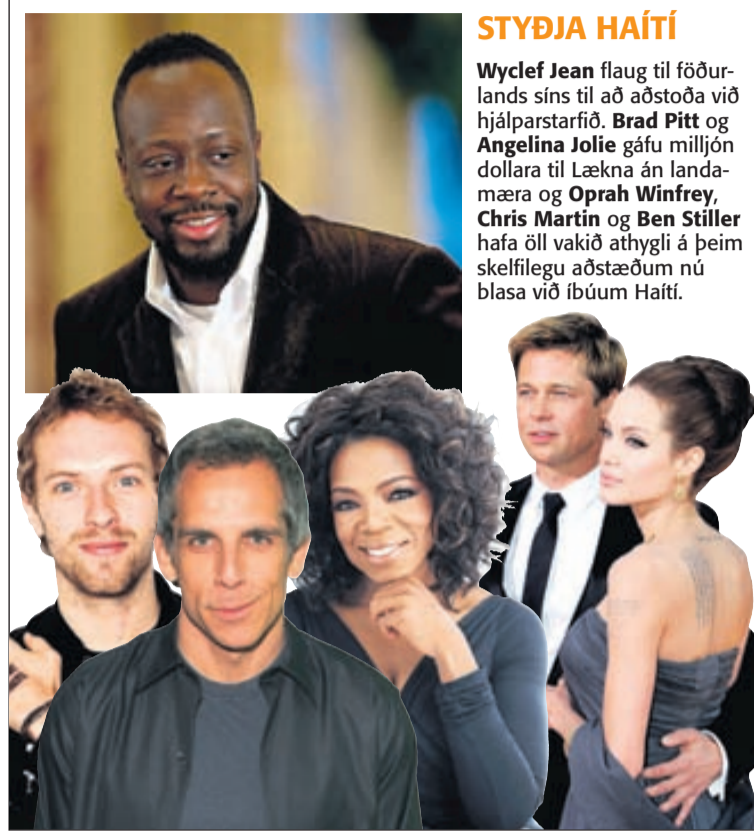 STYÐJA HAÍTÍ
Wyclef Jean flaug til föður-
lands síns til að aðstoða við
hjálparstarfið. Brad Pitt og
Angelina Jolie gáfu milljón
dollara til Lækna án landa-
mæra og Oprah Winfrey,
Chris Martin og Ben Stiller
hafa öll vakið athygli á þeim
skelfilegu aðstæðum nú
blasa við íbúum Haítí.